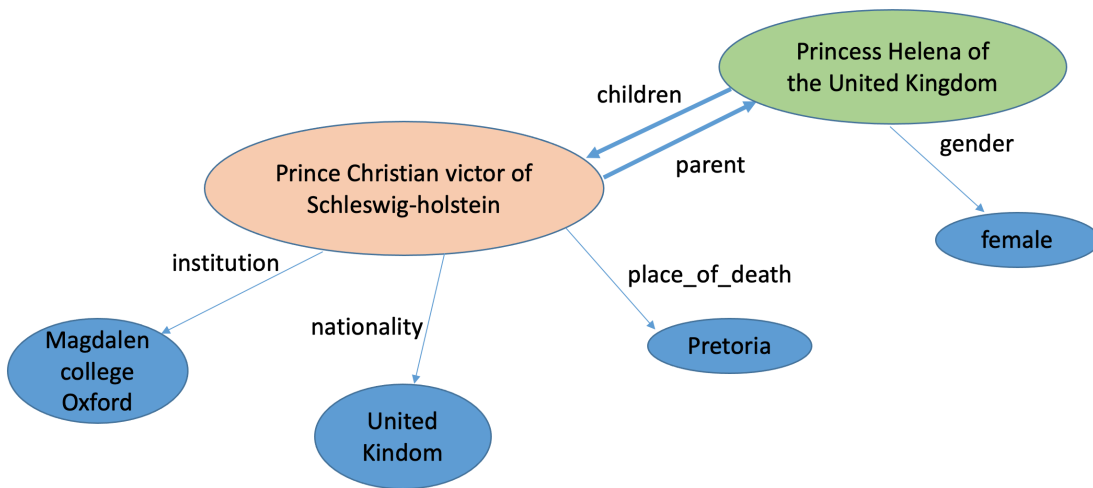 Princess Helena of
the United Kingdom
children
parent
gender
Prince Christian victor of
Schleswig-holstein
female
institution
place_of_death
nationality
Magdalen
college
Oxford
Pretoria
United
Kindom